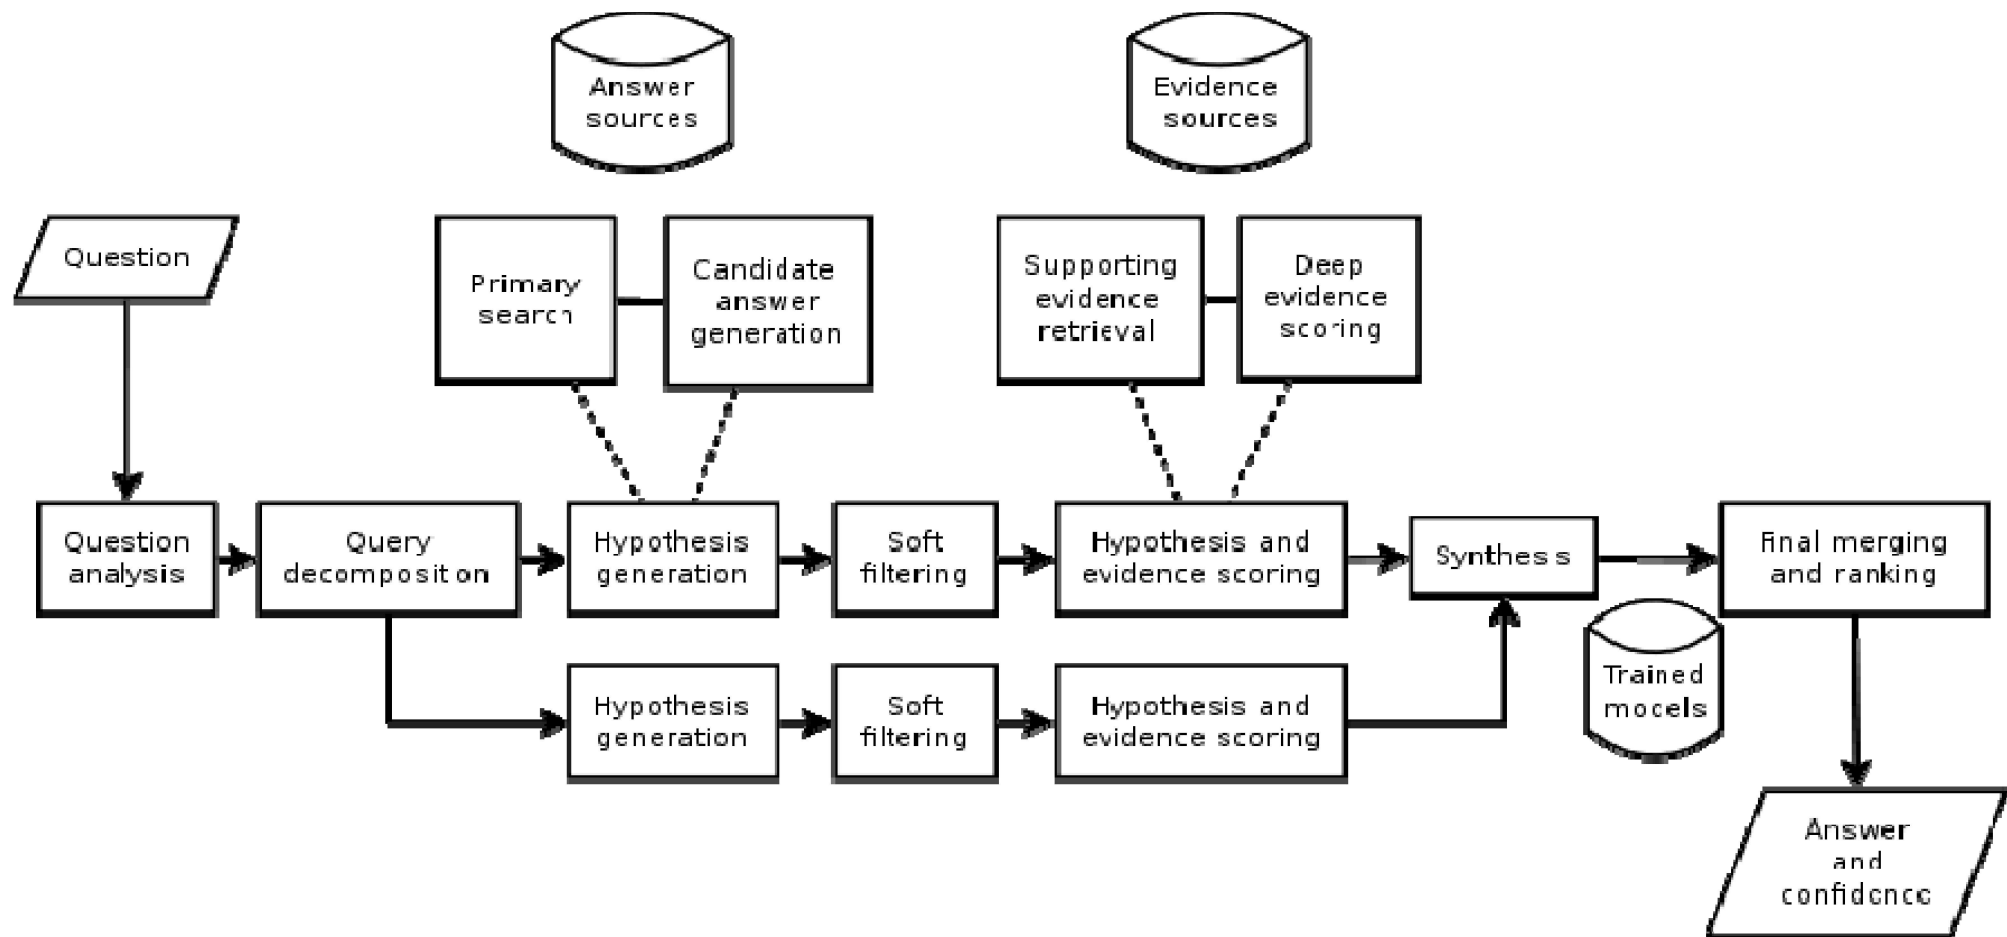 Answer
sources
Evidence
sources
Question
Primary
search
Candidate
answer
generation
Supporting
evidence
retrieval
Deep
evidence
scoring
Question
analysis
Query
decomposition
Hypothesis
generation
Soft
filtering
Hypothesis and
evidence scoring
Synthesis
Final merging
and ranking
Hypothesis
generation
Soft
filtering
Hypothesis and
evidence scoring
Trained
models
Answer
and
confidence